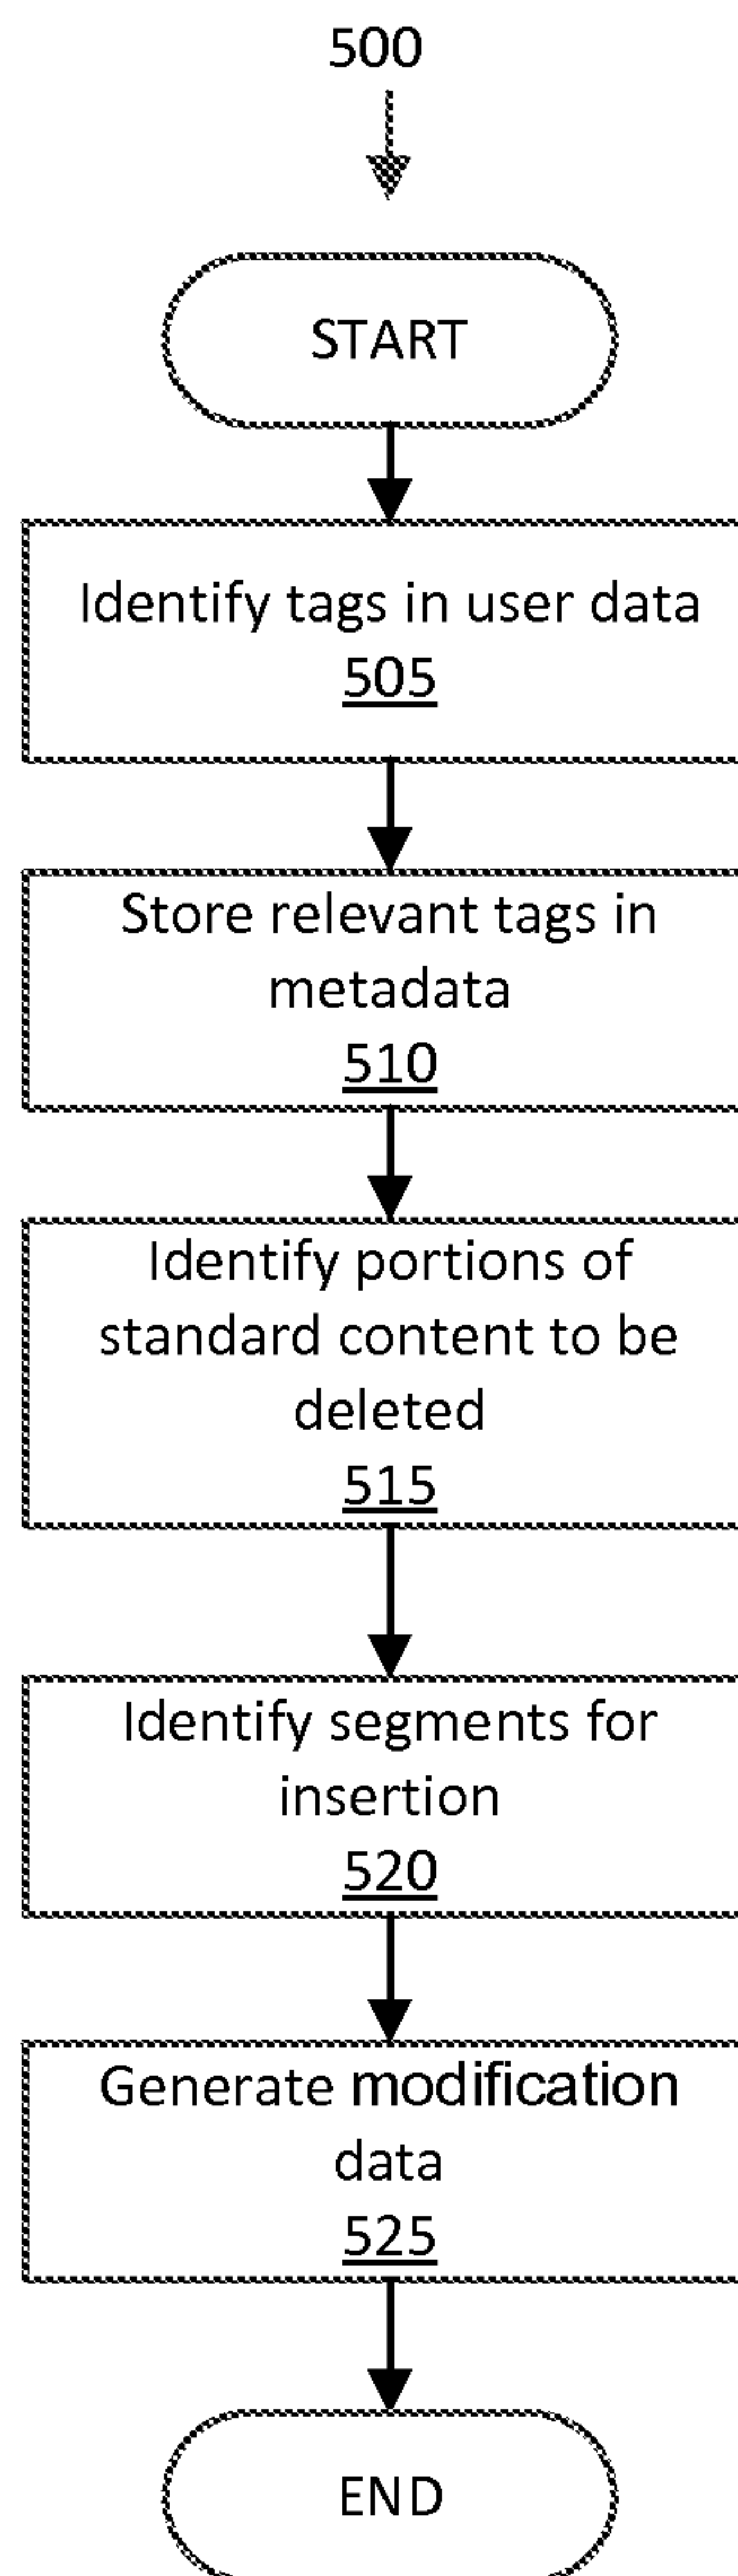 500
START
Identify tags in user data
505
Store relevant tags in
metadata
510
Identify portions of
standard content to be
deleted
515
Identify segments for
insertion
520
Generate modification
data
525
END